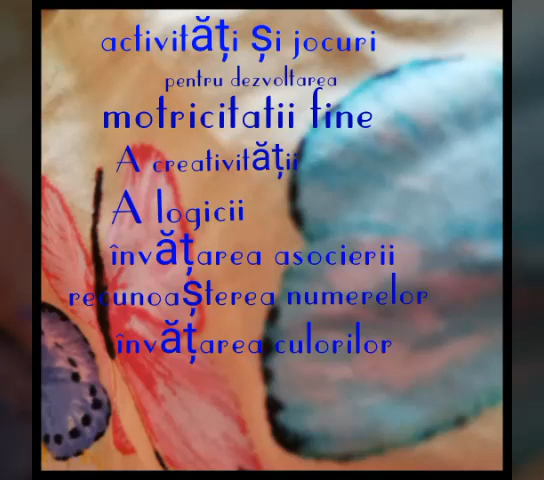 activități și jocuri
pentru dezvoltarea
motricitatii fine
A creativității
A logicii
învățarea asocierii
recunoașterea numerelor
învățarea culorilor